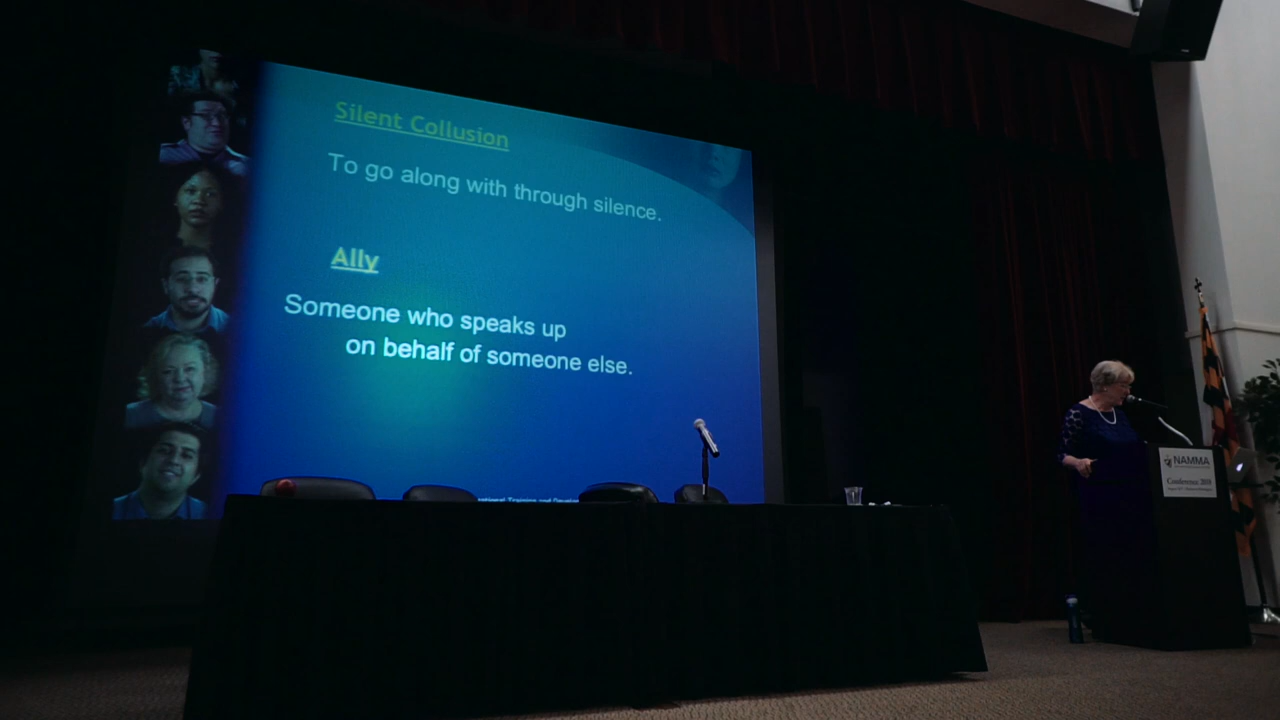 Silent Collusion
To go along with through silence.
Ally
Someone who speaks up
on behalf of someone else.
NAMMA
Conference 2018